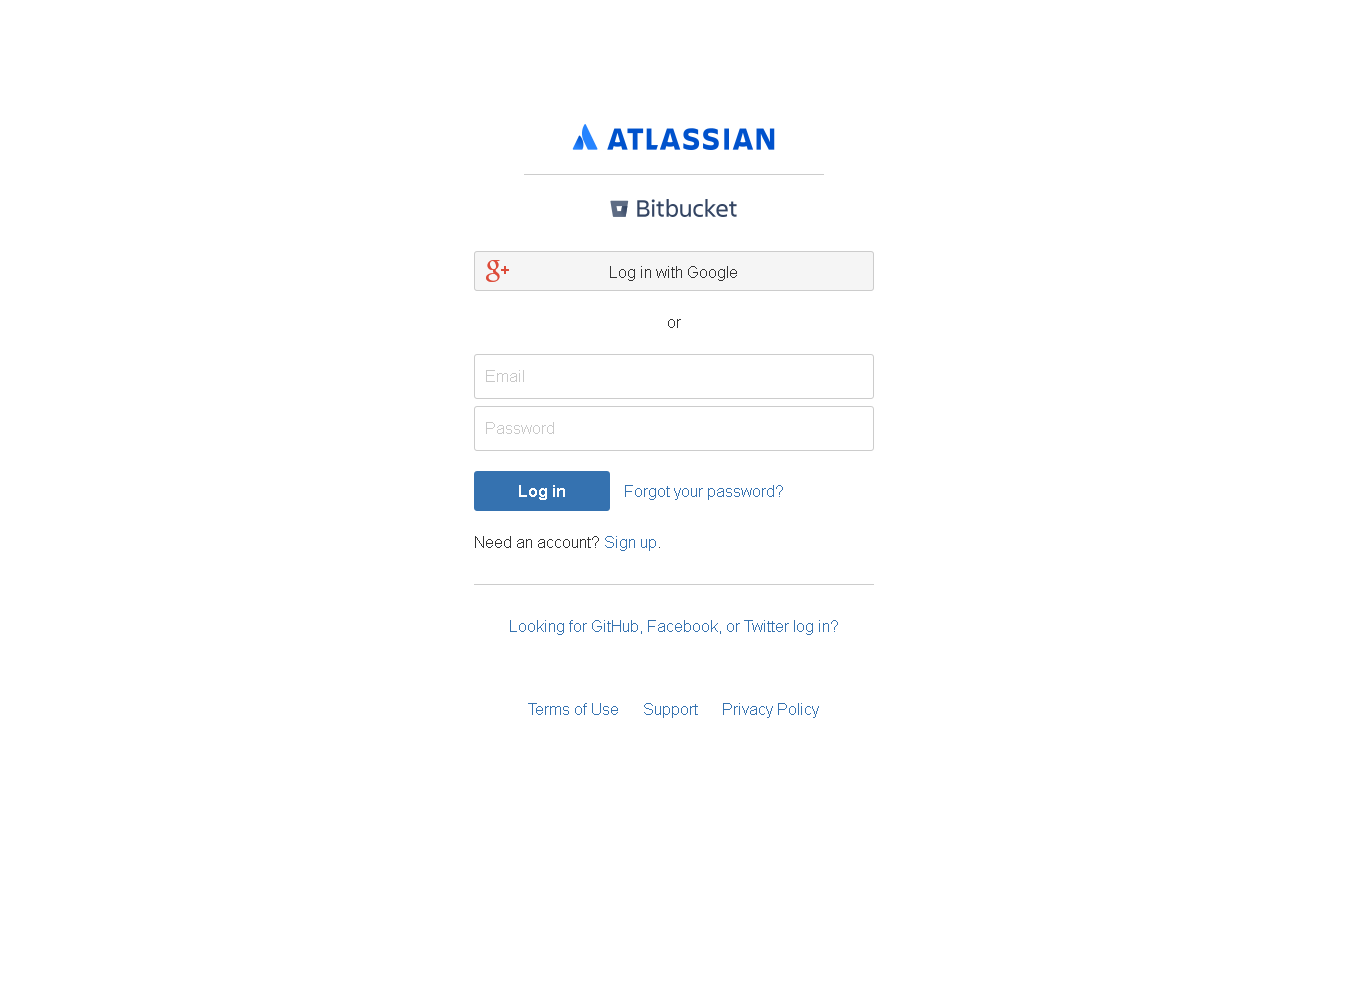 ATLASSIAN
Bitbucket
Log in with Google
or
Email
Password
Log in Forgot your password?
Need an account? Sign up.
Looking for GitHub, Facebook, or Twitter log in?
Terms of Use Support Privacy Policy